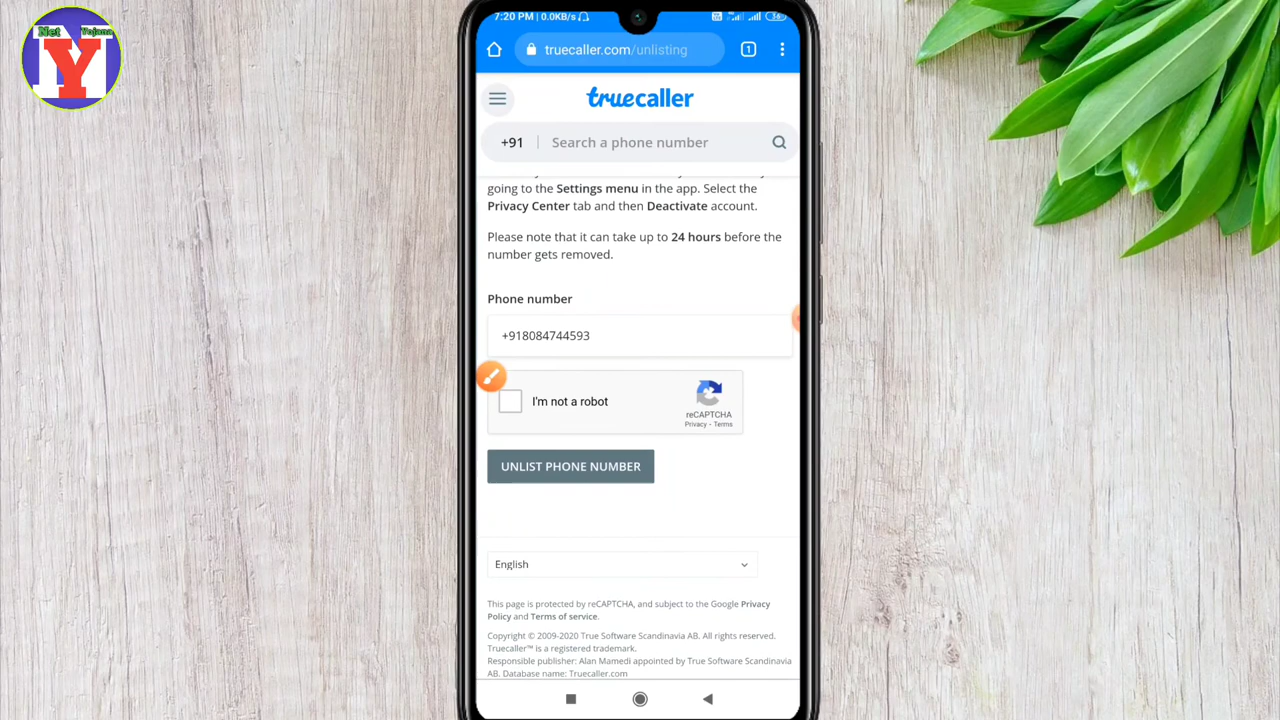 Net Yojana
Y
7:20 PM | 0.0KB/s
truecaller.com/unlisting
1
truecaller
+91 Search a phone number
going to the Settings menu in the app. Select the
Privacy Center tab and then Deactivate account.
Please note that it can take up to 24 hours before the
number gets removed.
Phone number
+918084744593
I'm not a robot
reCAPTCHA
Privacy - Terms
UNLIST PHONE NUMBER
English
This page is protected by reCAPTCHA, and subject to the Google Privacy
Policy and Terms of service.
Copyright © 2009-2020 True Software Scandinavia AB. All rights reserved.
Truecaller™ is a registered trademark.
Responsible publisher: Alan Mamedi appointed by True Software Scandinavia
AB. Database name: Truecaller.com